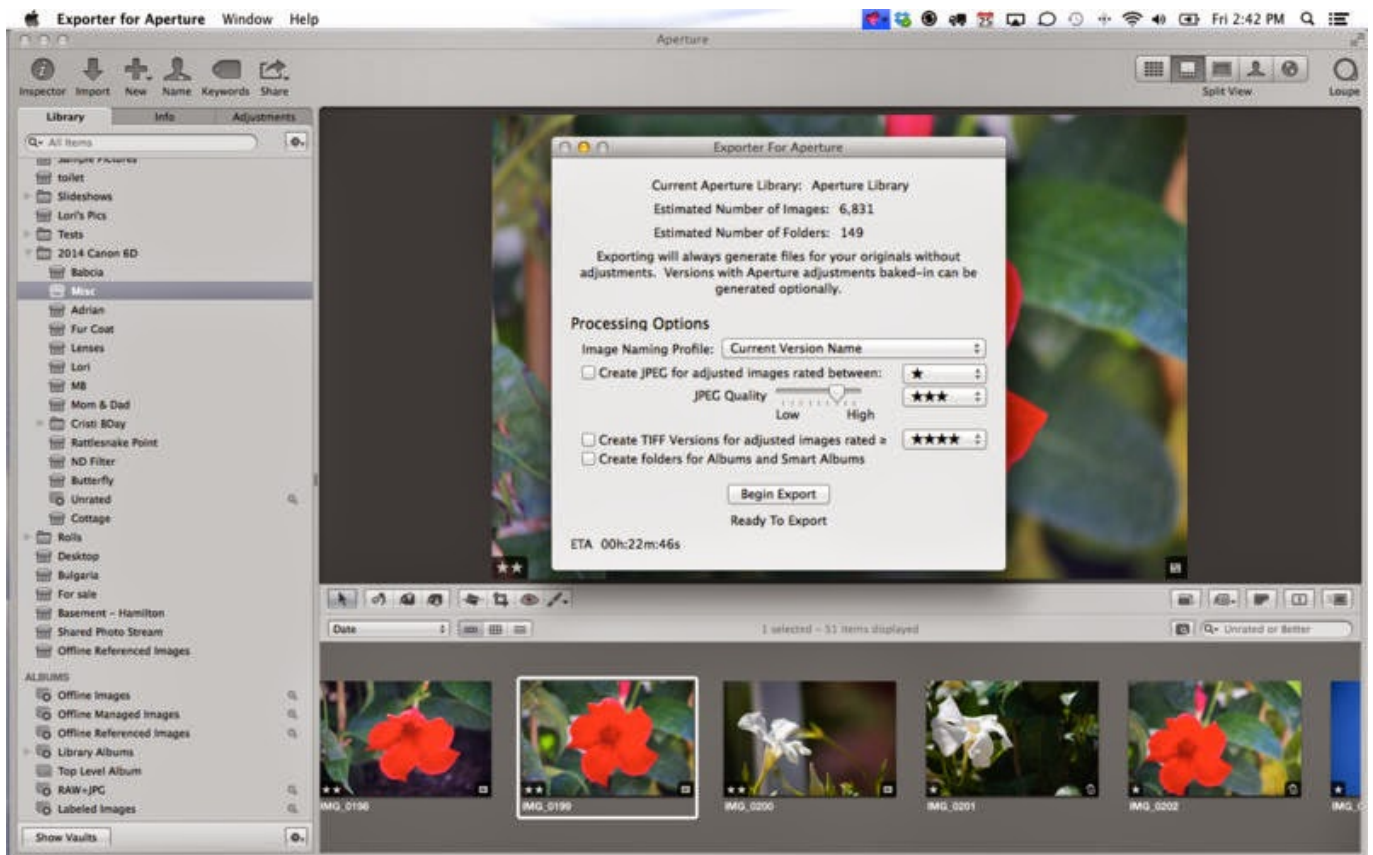 Exporter for Aperture Window Help
25
Fri 2:42 PM
Aperture
Inspector Import New Name Keywords Share
Split View
Loupe
Library Info Adjustments
All Items
Sample Pictures
toilet
Slideshows
Lori's Pics
Tests
2014 Canon 6D
Babcia
Misc
Adrian
Fur Coat
Lenses
Lori
MB
Mom & Dad
Cristi BDay
Rattlesnake Point
ND Filter
Butterfly
Unrated
Cottage
Rolls
Desktop
Bulgaria
For sale
Basement - Hamilton
Shared Photo Stream
Offline Referenced Images
ALBUMS
Offline Images
Offline Managed Images
Offline Referenced Images
Library Albums
Top Level Album
RAW+JPG
Labeled Images
Show Vaults
Exporter For Aperture
Current Aperture Library: Aperture Library
Estimated Number of Images: 6,831
Estimated Number of Folders: 149
Exporting will always generate files for your originals without
adjustments. Versions with Aperture adjustments baked-in can be
generated optionally.
Processing Options
Image Naming Profile: Current Version Name
Create JPEG for adjusted images rated between: ★
JPEG Quality ★★★
Low High
Create TIFF Versions for adjusted images rated ≥ ★★★★
Create folders for Albums and Smart Albums
Begin Export
Ready To Export
ETA 00h:22m:46s
Date
1 selected - 51 items displayed
Unrated or Better
IMG_0198 IMG_0199 IMG_0200 IMG_0201 IMG_0202